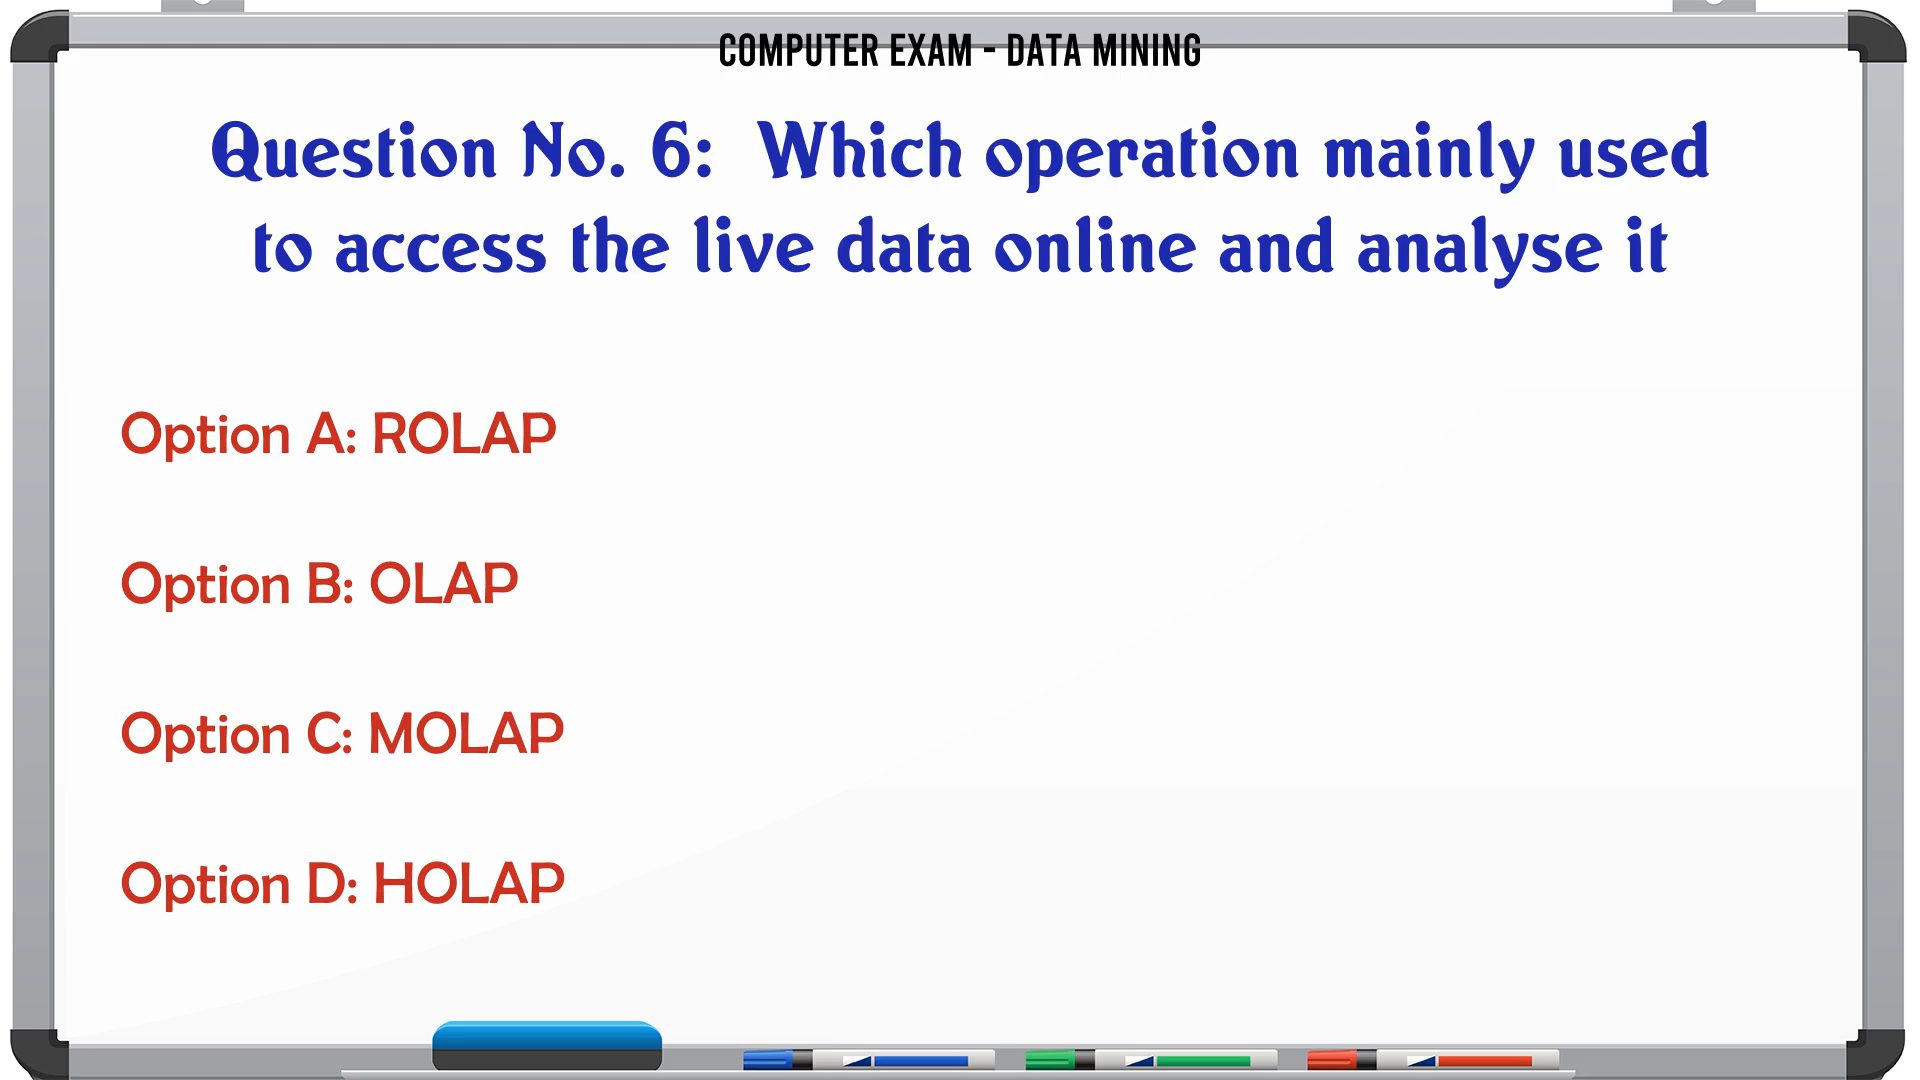 COMPUTER EXAM - DATA MINING
Question No. 6: Which operation mainly used
to access the live data online and analyse it
Option A: ROLAP
Option B: OLAP
Option C: MOLAP
Option D: HOLAP